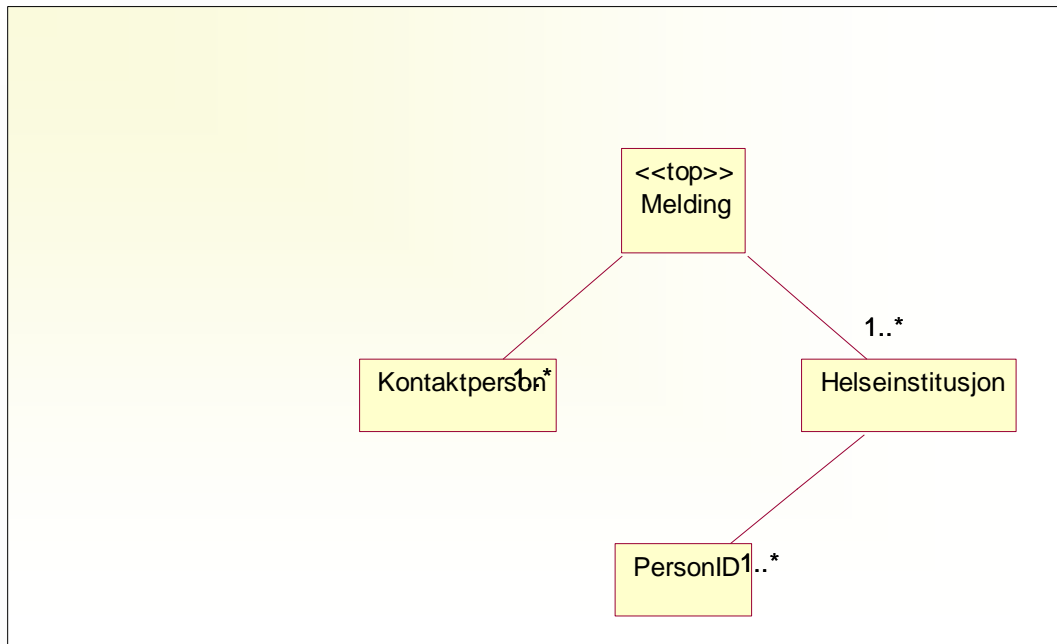 <<top>>
Melding
1..*
Kontaktperson
1..*
Helseinstitusjon
PersonID
1..*